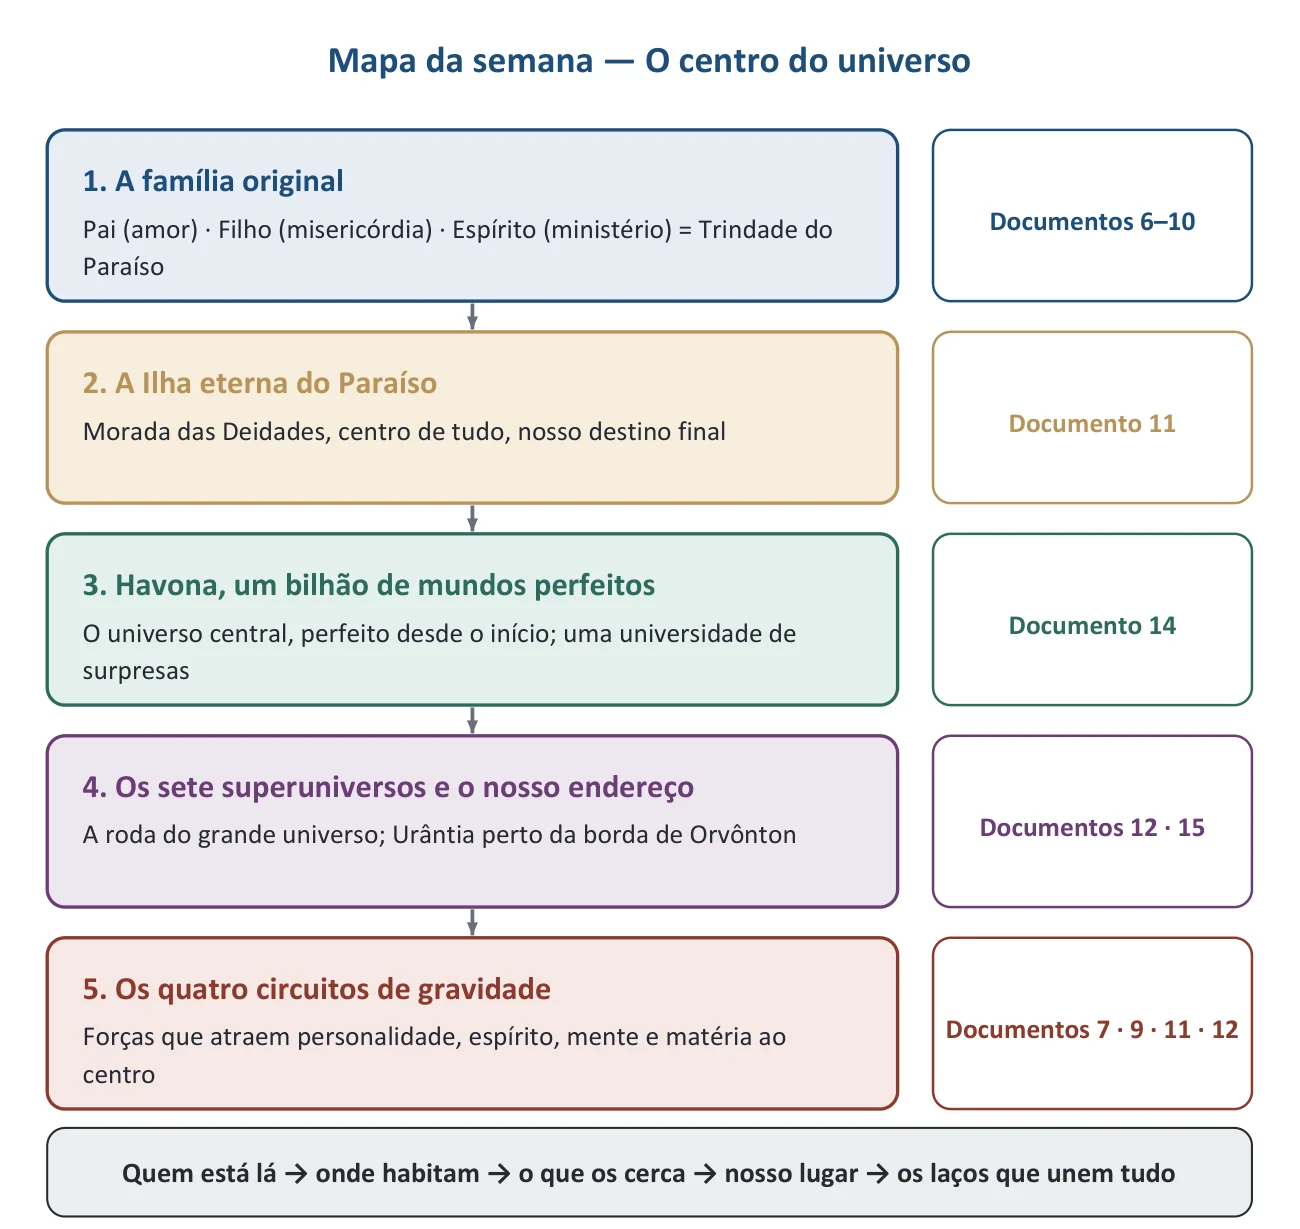 Mapa da semana — O centro do universo
1. A família original
Pai (amor) · Filho (misericórdia) · Espírito (ministério) = Trindade do
Paraíso
Documentos 6–10
2. A Ilha eterna do Paraíso
Morada das Deidades, centro de tudo, nosso destino final
Documento 11
3. Havona, um bilhão de mundos perfeitos
O universo central, perfeito desde o início; uma universidade de
surpresas
Documento 14
4. Os sete superuniversos e o nosso endereço
A roda do grande universo; Urântia perto da borda de Orvônton
Documentos 12 · 15
5. Os quatro circuitos de gravidade
Forças que atraem personalidade, espírito, mente e matéria ao
centro
Documentos 7 · 9 · 11 · 12
Quem está lá → onde habitam → o que os cerca → nosso lugar → os laços que unem tudo